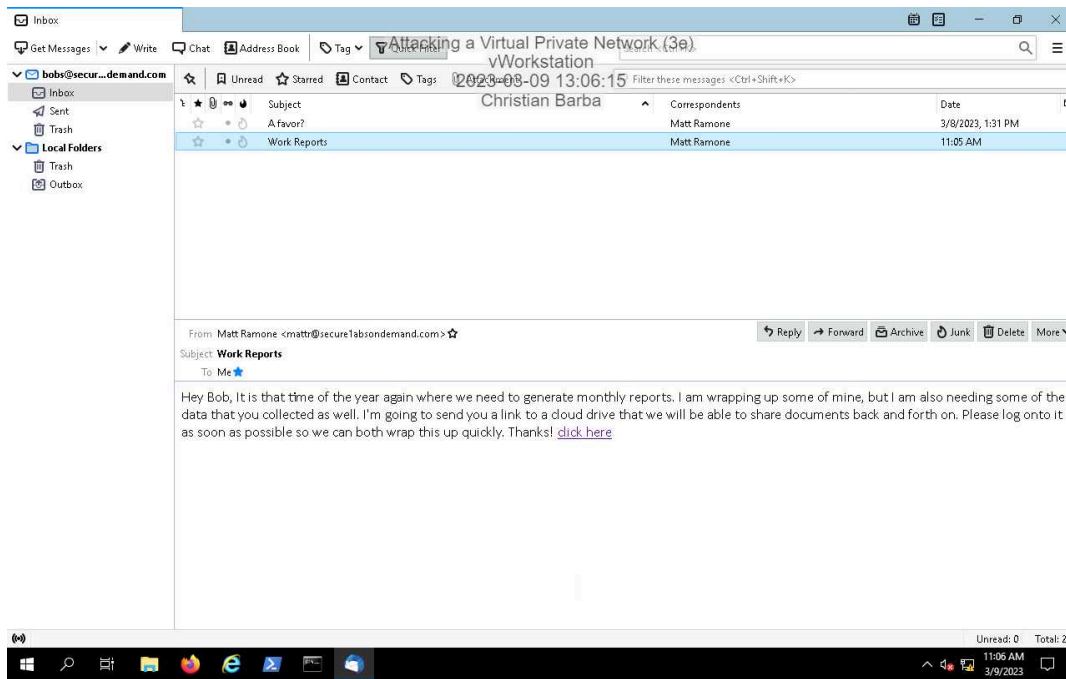 Inbox
Get Messages Write Chat Address Book Tag Quick Filter Search <Ctrl+K>
Attacking a Virtual Private Network (3e)
vWorkstation
2023-03-09 13:06:15
Christian Barba
bobs@secur...demand.com
Inbox
Sent
Trash
Local Folders
Trash
Outbox
Unread Starred Contact Tags Attachment Filter these messages <Ctrl+Shift+K>
Subject Correspondents Date
A favor? Matt Ramone 3/8/2023, 1:31 PM
Work Reports Matt Ramone 11:05 AM
From Matt Ramone <mattr@secure1absondemand.com>
Reply Forward Archive Junk Delete More
Subject Work Reports
To Me
Hey Bob, It is that time of the year again where we need to generate monthly reports. I am wrapping up some of mine, but I am also needing some of the
data that you collected as well. I'm going to send you a link to a cloud drive that we will be able to share documents back and forth on. Please log onto it
as soon as possible so we can both wrap this up quickly. Thanks! click here
Unread: 0 Total: 2
11:06 AM
3/9/2023